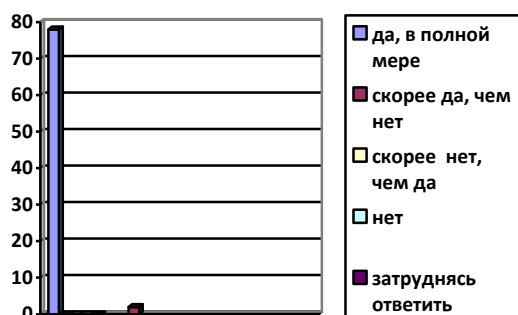 80
70
60
50
40
30
20
10
0
да, в полной
мере
скорее да, чем
нет
скорее нет,
чем да
нет
затруднясь
ответить